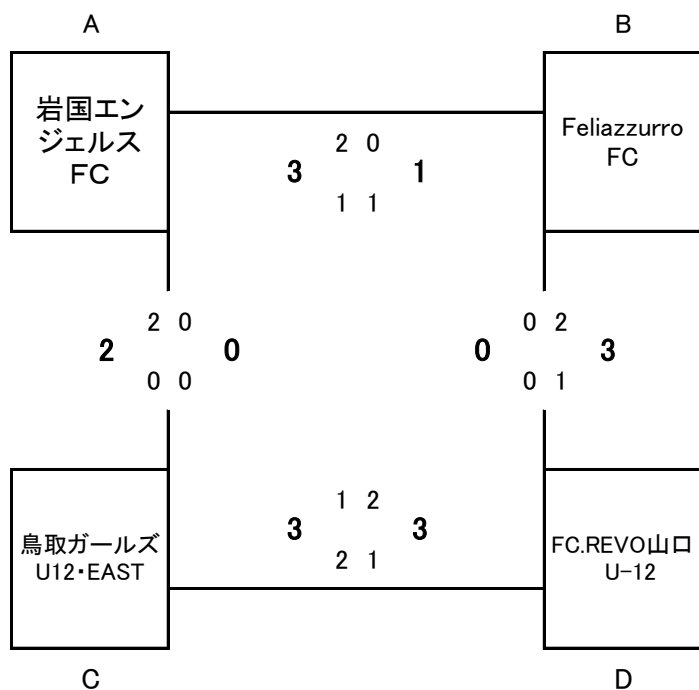 A
B
岩国エン
ジェルス
FC
Feliazzurro
FC
2 0
3 1
1 1
2 0
2 0
0 0
0 2
0 3
0 1
鳥取ガールズ
U12・EAST
1 2
3 3
2 1
FC.REVO山口
U-12
C
D